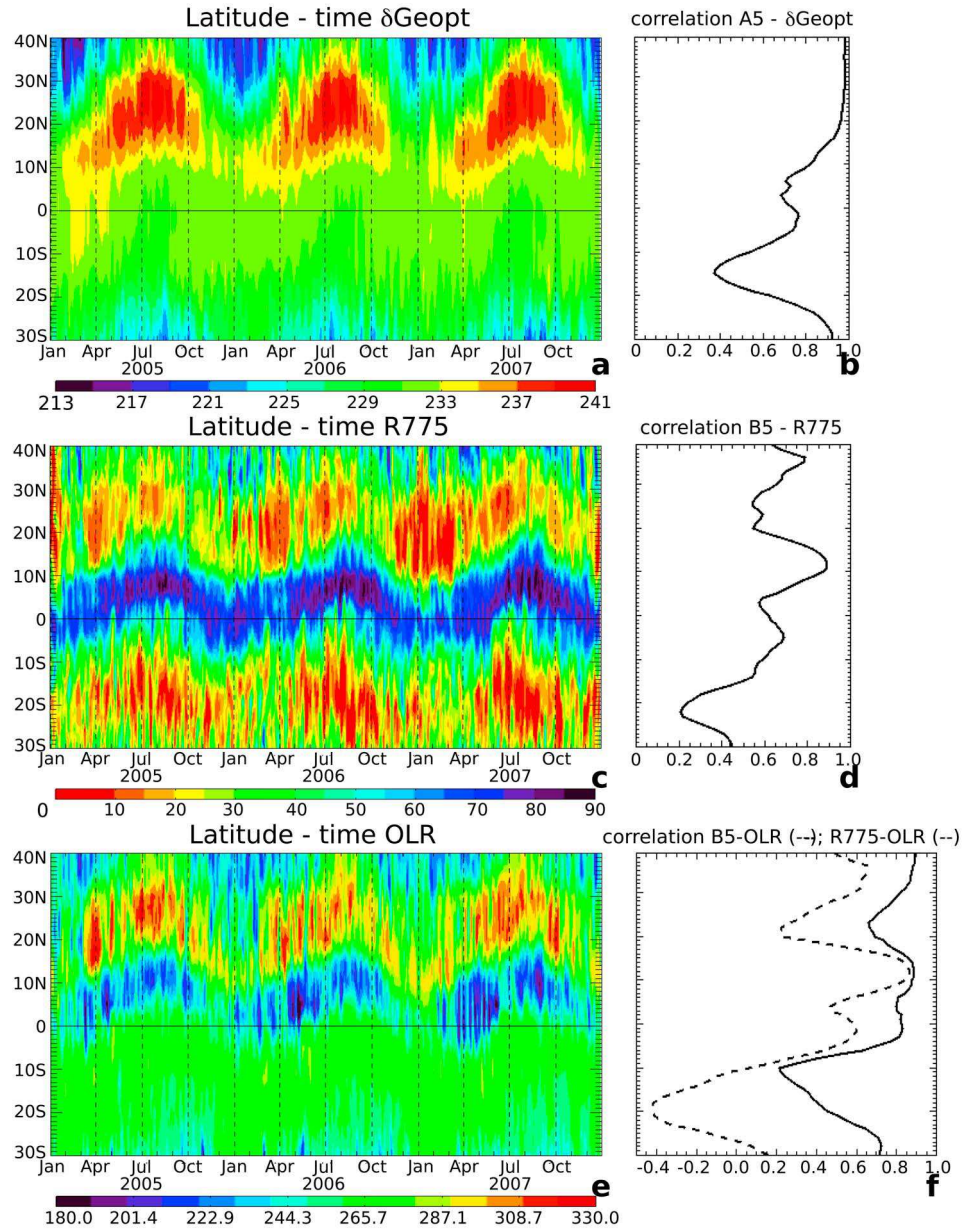 Latitude - time δGeopt
correlation A5 - δGeopt
40N
30N
20N
10N
0
10S
20S
30S
Jan Apr Jul Oct Jan Apr Jul Oct Jan Apr Jul Oct
2005 2006 2007
a
0 0.2 0.4 0.6 0.8 1.0
b
213 217 221 225 229 233 237 241
Latitude - time R775
correlation B5 - R775
40N
30N
20N
10N
0
10S
20S
30S
Jan Apr Jul Oct Jan Apr Jul Oct Jan Apr Jul Oct
2005 2006 2007
c
0 0.2 0.4 0.6 0.8 1.0
d
0 10 20 30 40 50 60 70 80 90
Latitude - time OLR
correlation B5-OLR (--); R775-OLR (--)
40N
30N
20N
10N
0
10S
20S
30S
Jan Apr Jul Oct Jan Apr Jul Oct Jan Apr Jul Oct
2005 2006 2007
e
-0.4 -0.2 0.0 0.2 0.4 0.6 0.8 1.0
f
180.0 201.4 222.9 244.3 265.7 287.1 308.7 330.0